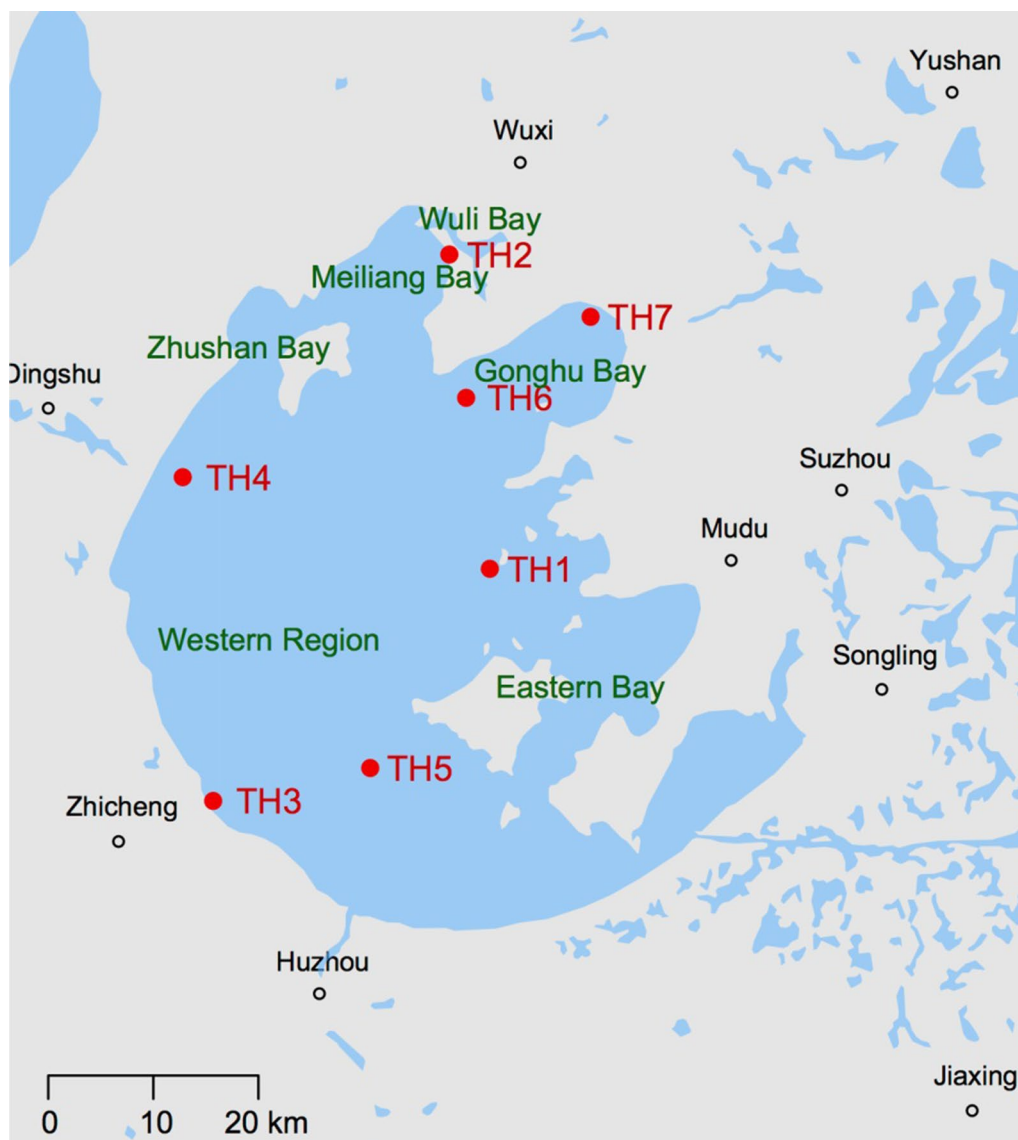 Yushan
Wuxi
Wuli Bay
TH2
Meiliang Bay
TH7
Zhushan Bay
Gonghu Bay
Dingshu
TH6
Suzhou
TH4
Mudu
TH1
Western Region
Songling
Eastern Bay
TH5
TH3
Zhicheng
Huzhou
Jiaxing
0 10 20 km